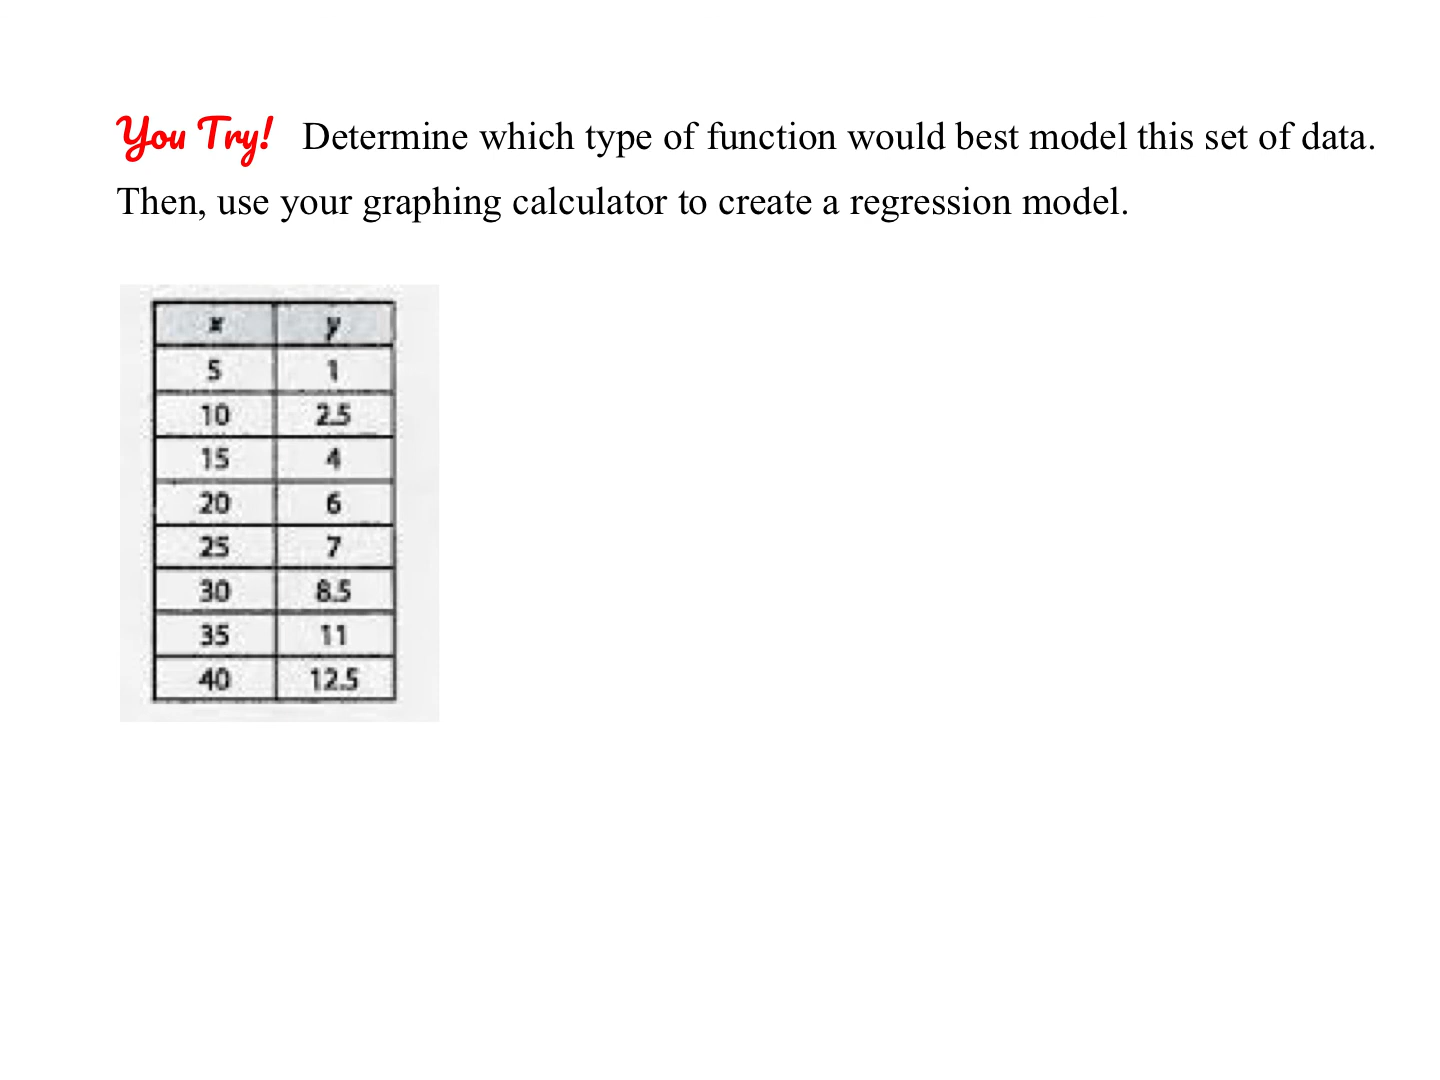 You Try! Determine which type of function would best model this set of data.
Then, use your graphing calculator to create a regression model.
x y
5 1
10 2.5
15 4
20 6
25 7
30 8.5
35 11
40 12.5